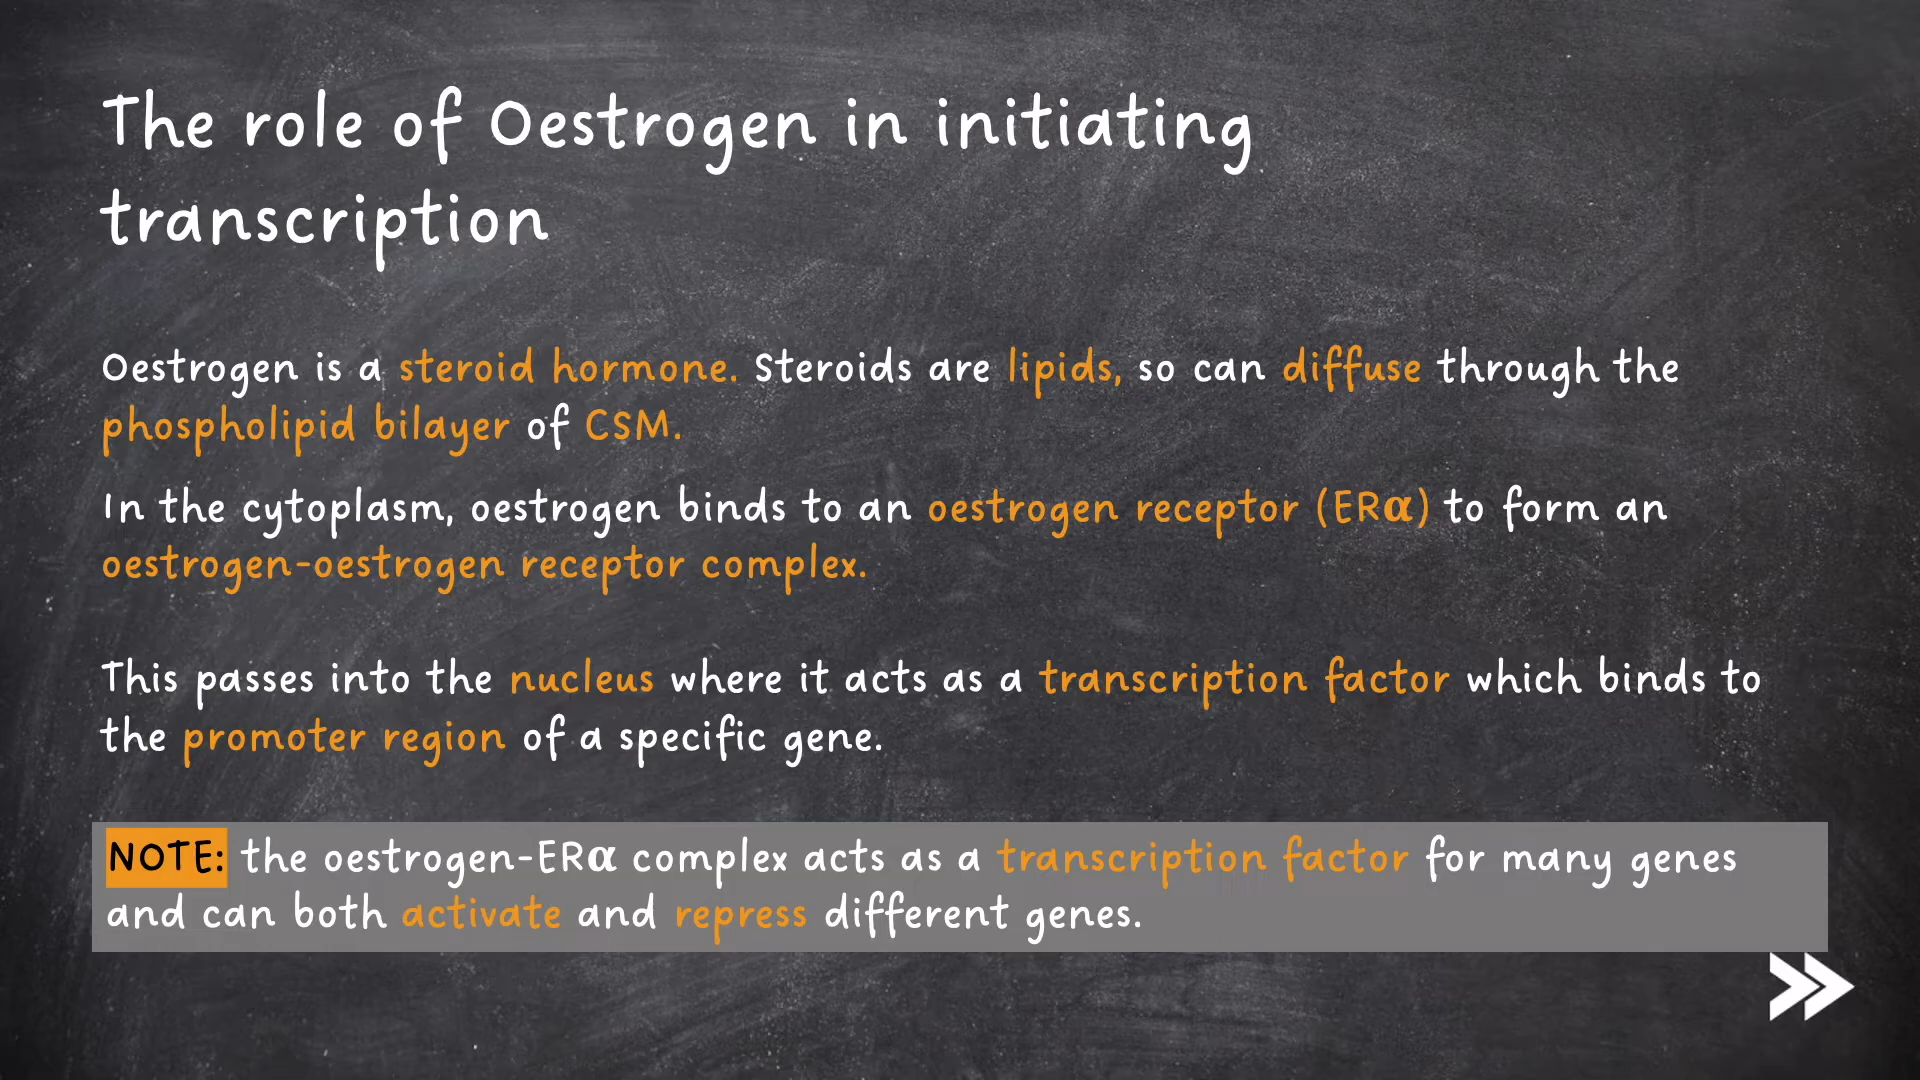 The role of Oestrogen in initiating
transcription
Oestrogen is a steroid hormone. Steroids are lipids, so can diffuse through the
phospholipid bilayer of CSM.
In the cytoplasm, oestrogen binds to an oestrogen receptor (ERα) to form an
oestrogen-oestrogen receptor complex.
This passes into the nucleus where it acts as a transcription factor which binds to
the promoter region of a specific gene.
NOTE: the oestrogen-ERα complex acts as a transcription factor for many genes
and can both activate and repress different genes.